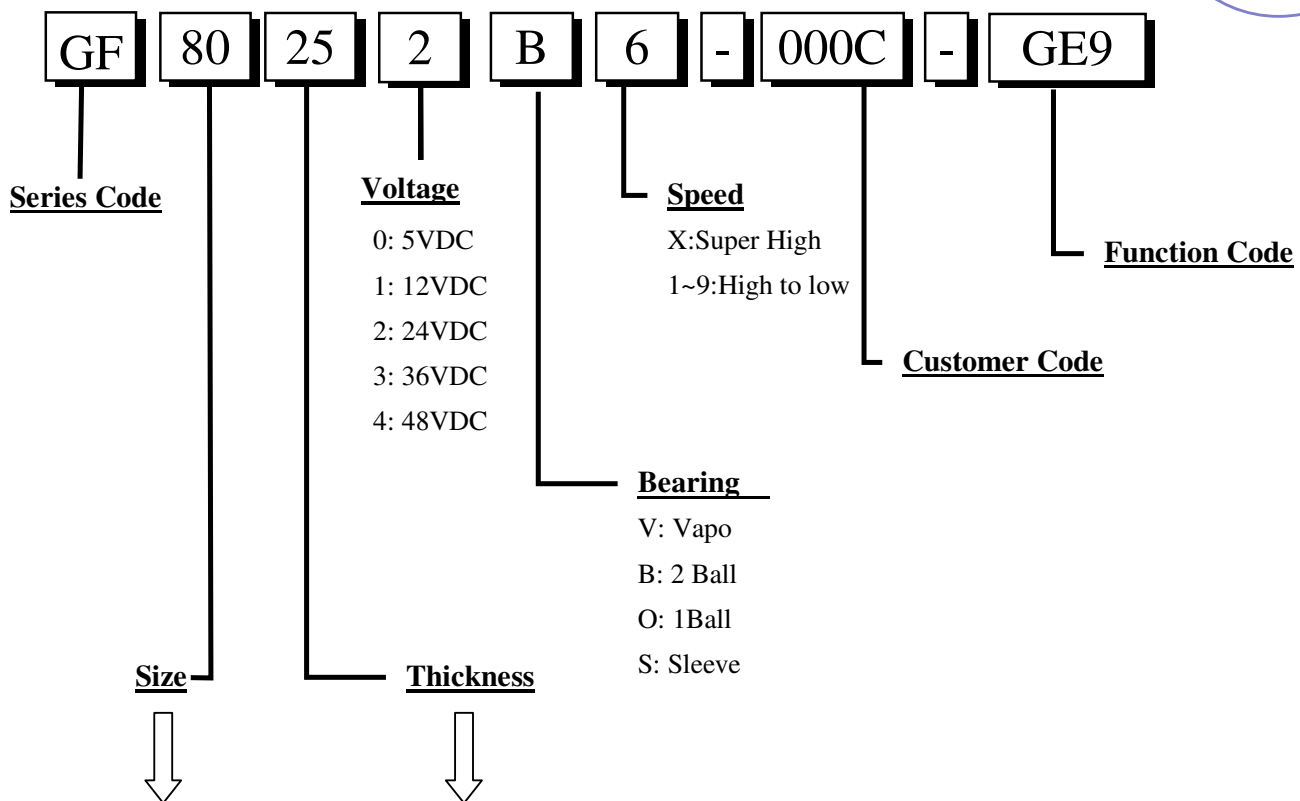 GF 80 25 2 B 6 - 000C - GE9
Series Code
Voltage
0: 5VDC
1: 12VDC
2: 24VDC
3: 36VDC
4: 48VDC
Speed
X:Super High
1~9:High to low
Function Code
Customer Code
Bearing
V: Vapo
B: 2 Ball
O: 1Ball
S: Sleeve
Size
Thickness